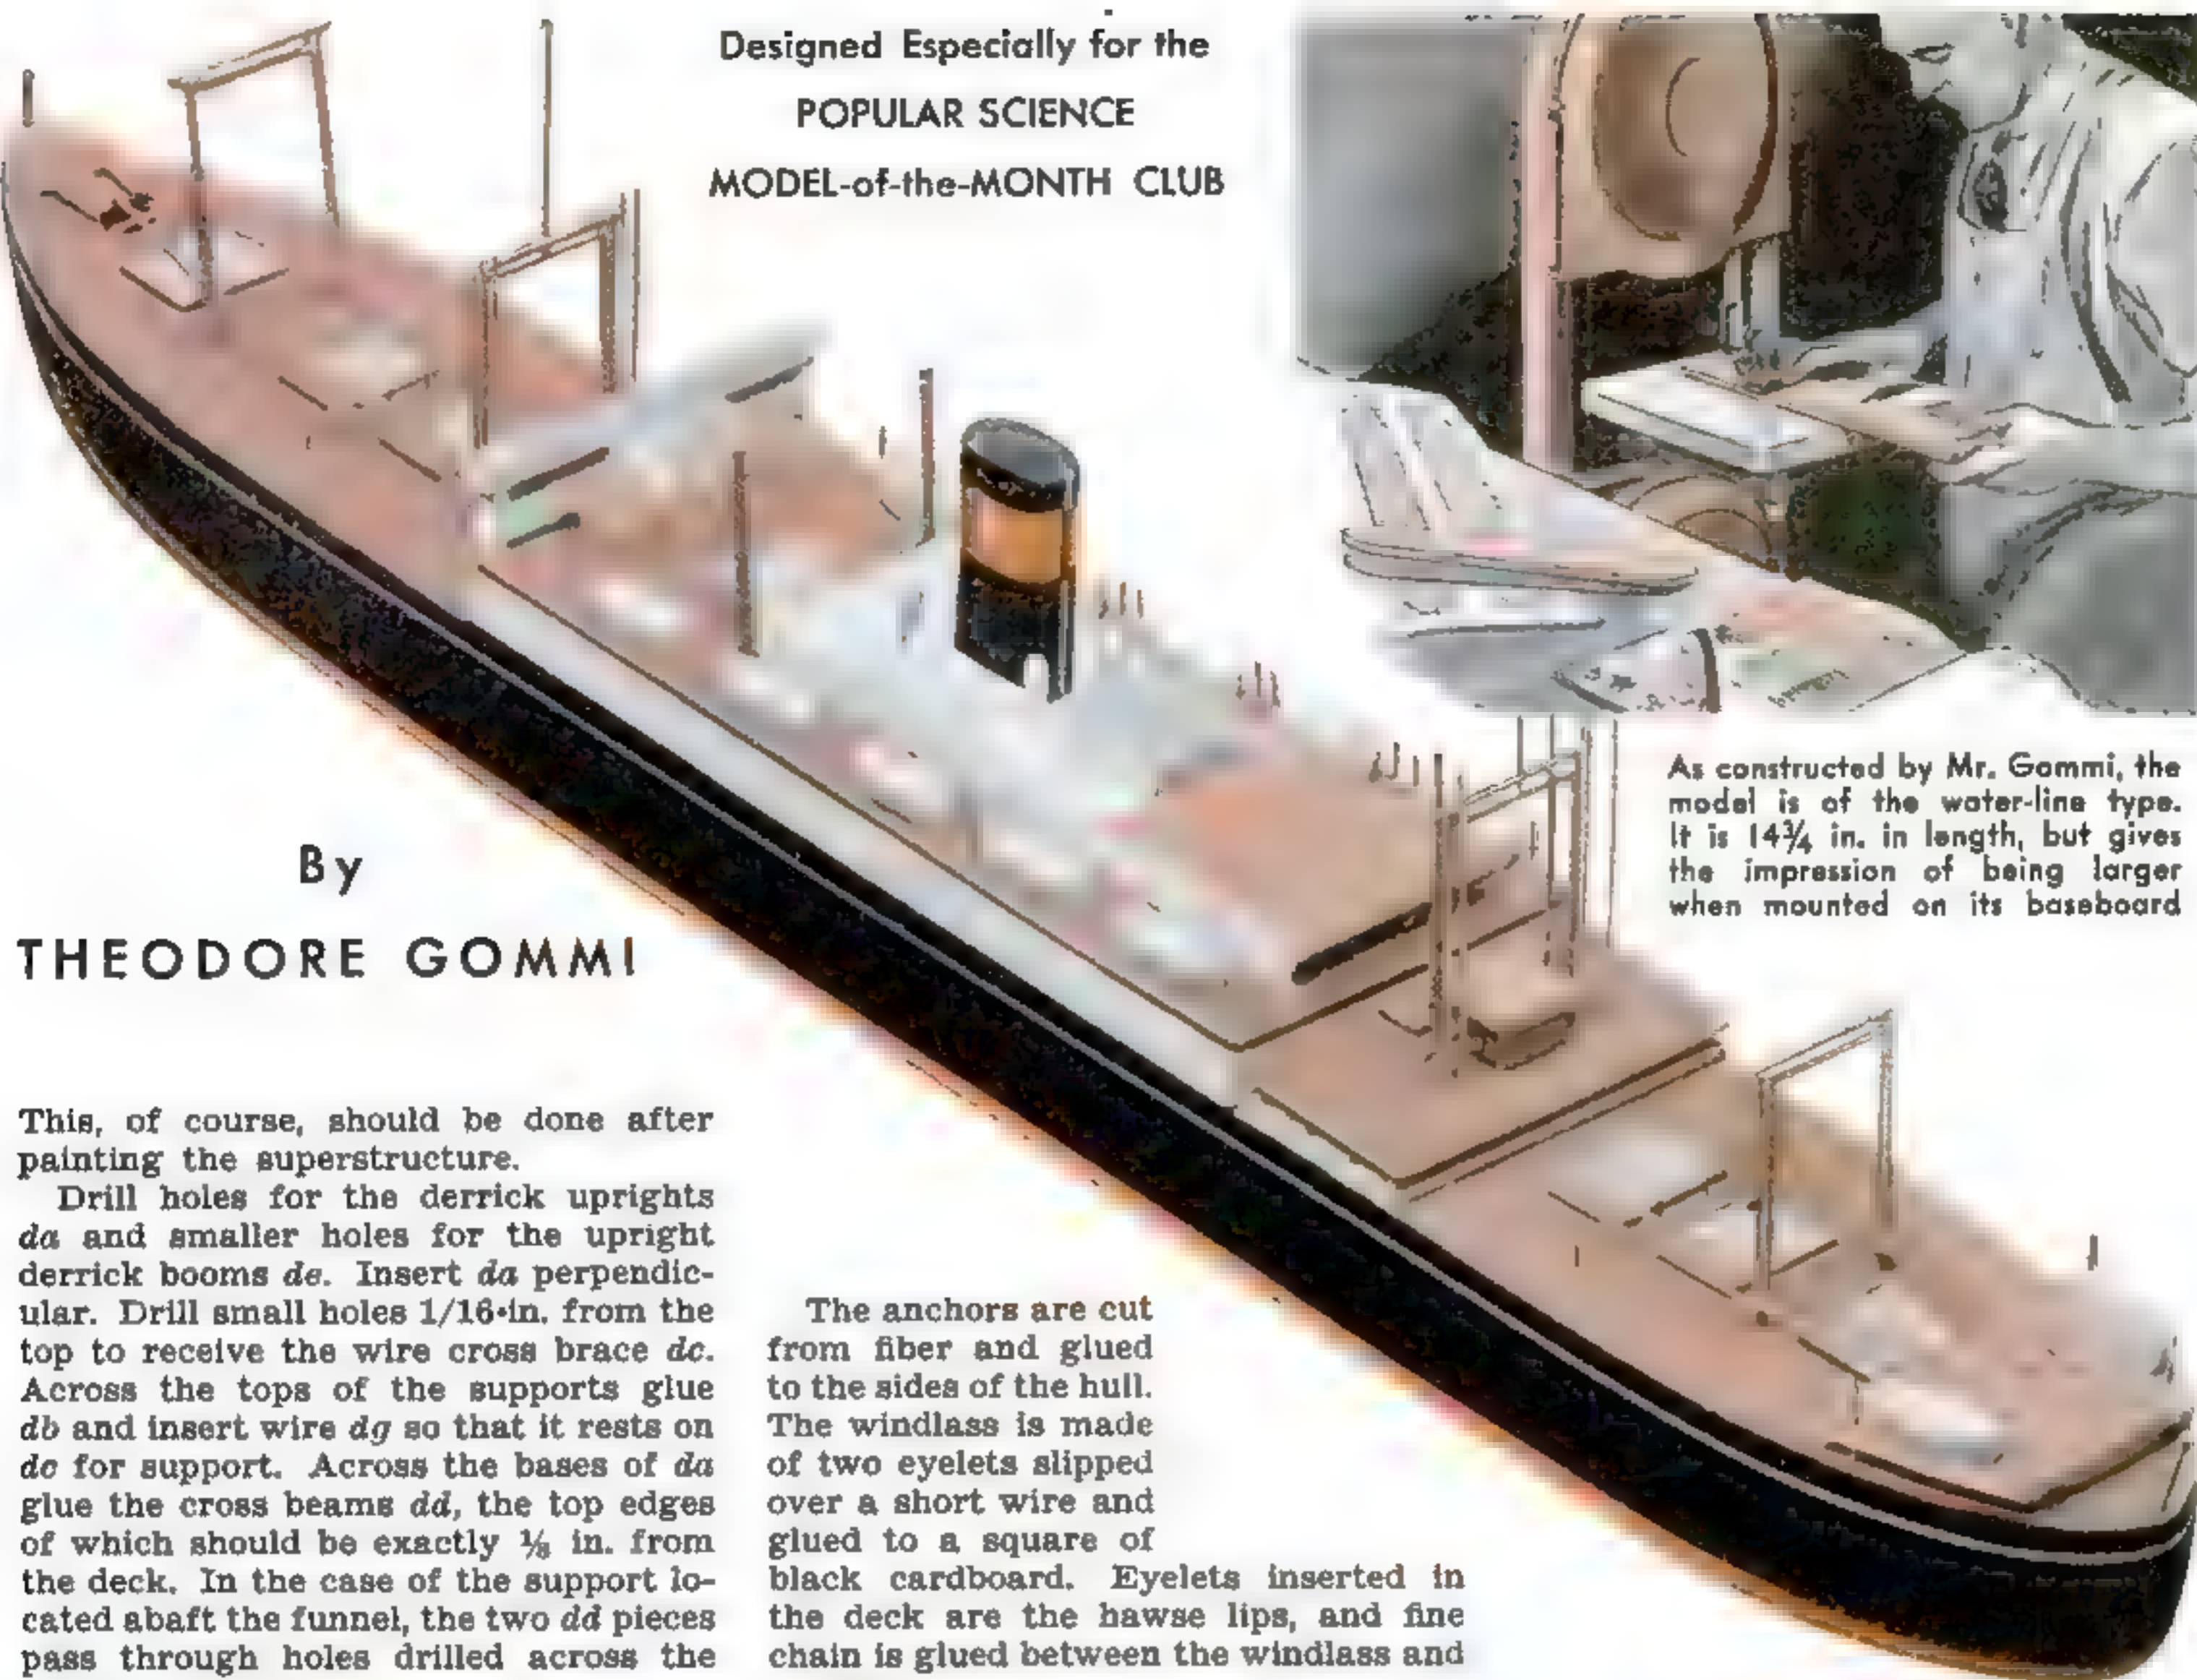 Designed Especially for the
POPULAR SCIENCE
MODEL-of-the-MONTH CLUB
As constructed by Mr. Gommi, the
model is of the water-line type.
It is 14¾ in. in length, but gives
the impression of being larger
when mounted on its baseboard
By
THEODORE GOMMI
This, of course, should be done after
painting the superstructure.
Drill holes for the derrick uprights
da and smaller holes for the upright
derrick booms de. Insert da perpendic-
ular. Drill small holes 1/16-in. from the
top to receive the wire cross brace dc.
Across the tops of the supports glue
db and insert wire dg so that it rests on
dc for support. Across the bases of da
glue the cross beams dd, the top edges
of which should be exactly ⅛ in. from
the deck. In the case of the support lo-
cated abaft the funnel, the two dd pieces
pass through holes drilled across the
The anchors are cut
from fiber and glued
to the sides of the hull.
The windlass is made
of two eyelets slipped
over a short wire and
glued to a square of
black cardboard. Eyelets inserted in
the deck are the hawse lips, and fine
chain is glued between the windlass and